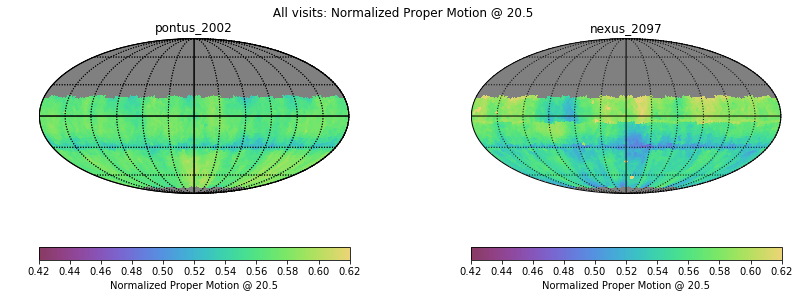 All visits: Normalized Proper Motion @ 20.5
pontus_2002
nexus_2097
0.42 0.44 0.46 0.48 0.50 0.52 0.54 0.56 0.58 0.60 0.62
Normalized Proper Motion @ 20.5
0.42 0.44 0.46 0.48 0.50 0.52 0.54 0.56 0.58 0.60 0.62
Normalized Proper Motion @ 20.5